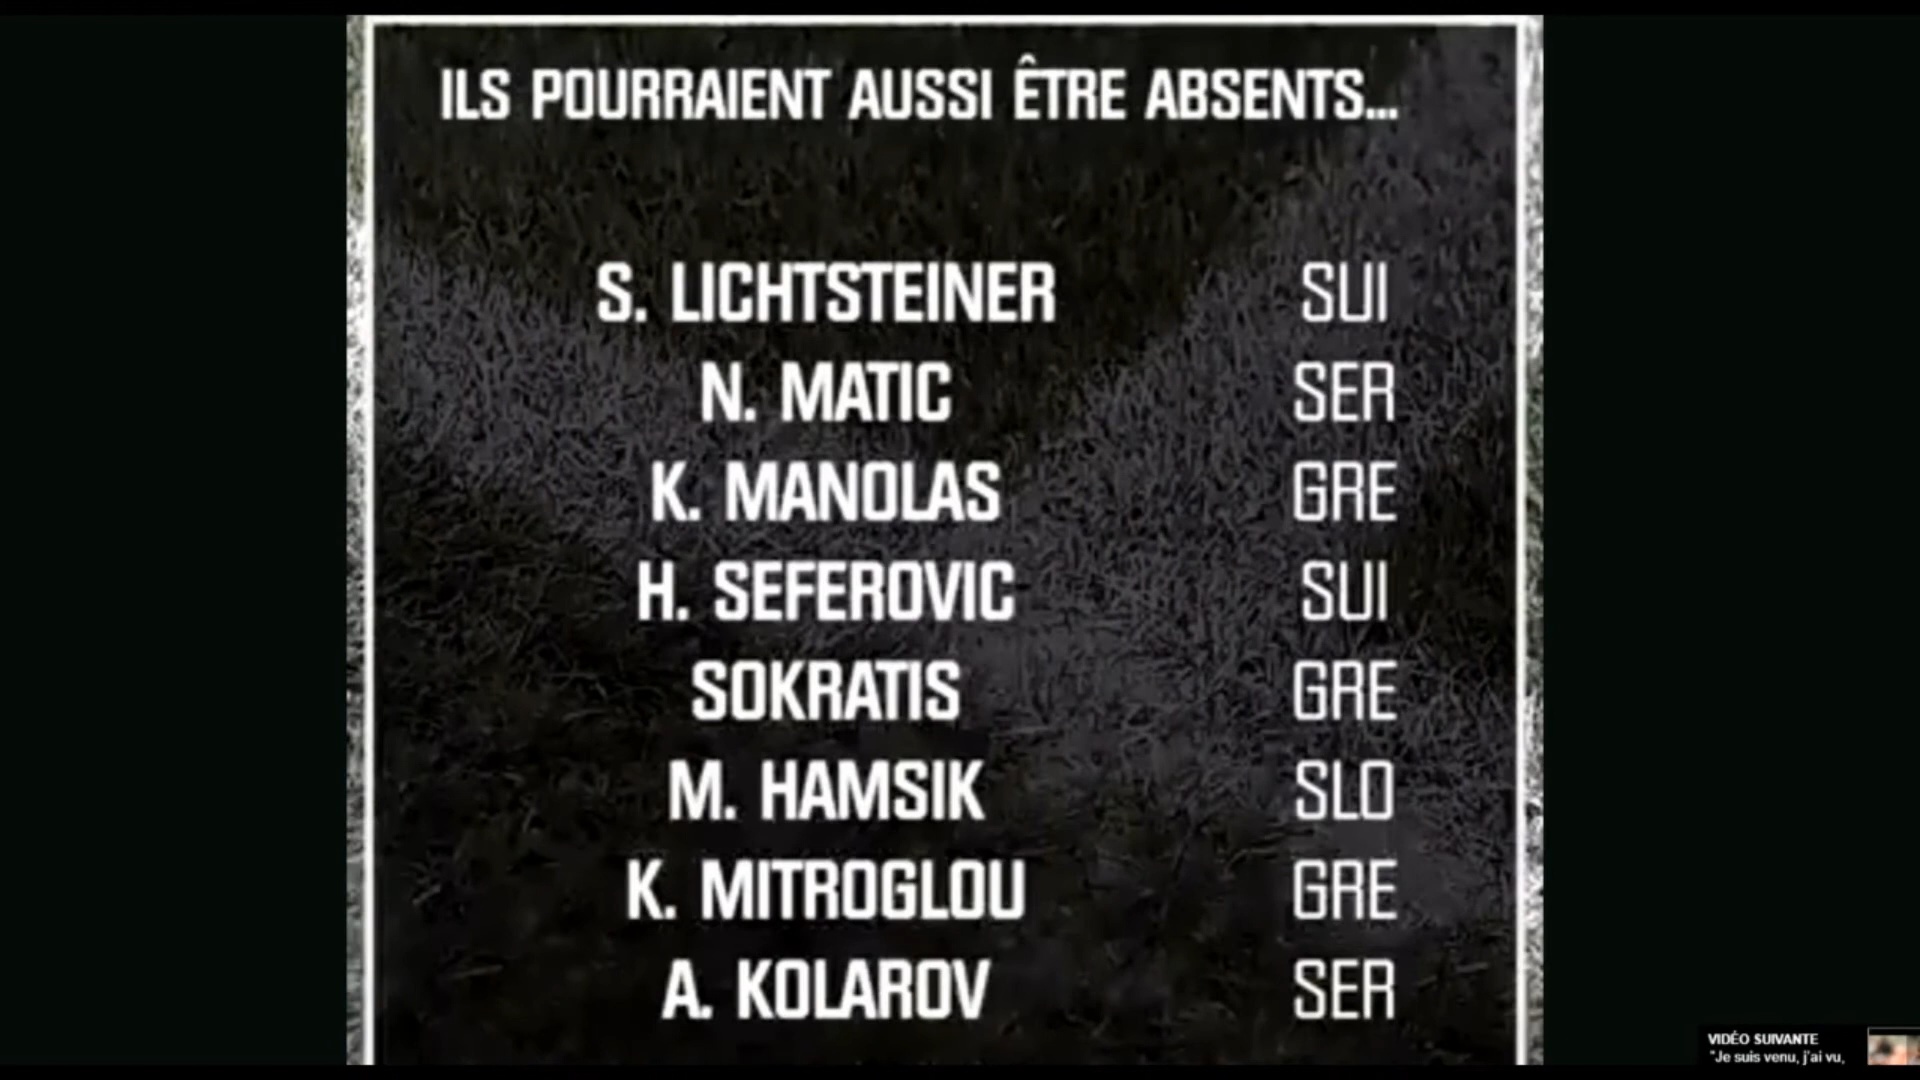 ILS POURRAIENT AUSSI ÊTRE ABSENTS...
S. LICHTSTEINER SUI
N. MATIC SER
K. MANOLAS GRE
H. SEFEROVIC SUI
SOKRATIS GRE
M. HAMSIK SLO
K. MITROGLOU GRE
A. KOLAROV SER
VIDÉO SUIVANTE
"Je suis venu, j'ai vu,